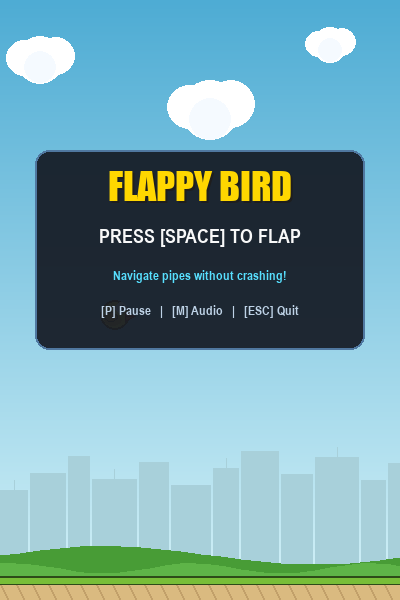 FLAPPY BIRD
PRESS [SPACE] TO FLAP
Navigate pipes without crashing!
[P] Pause | [M] Audio | [ESC] Quit